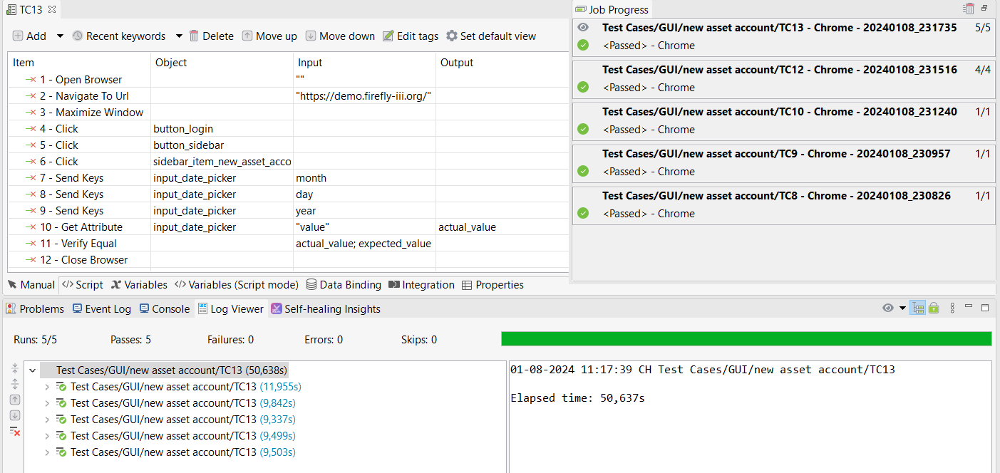 TC13
Add Recent keywords Delete Move up Move down Edit tags Set default view
Item Object Input Output
1 - Open Browser ""
2 - Navigate To Url "https://demo.firefly-iii.org/"
3 - Maximize Window
4 - Click button_login
5 - Click button_sidebar
6 - Click sidebar_item_new_asset_acco
7 - Send Keys input_date_picker month
8 - Send Keys input_date_picker day
9 - Send Keys input_date_picker year
10 - Get Attribute input_date_picker "value" actual_value
11 - Verify Equal actual_value; expected_value
12 - Close Browser
Manual Script Variables Variables (Script mode) Data Binding Integration Properties
Job Progress
Test Cases/GUI/new asset account/TC13 - Chrome - 20240108_231735 5/5
<Passed> - Chrome
Test Cases/GUI/new asset account/TC12 - Chrome - 20240108_231516 4/4
<Passed> - Chrome
Test Cases/GUI/new asset account/TC10 - Chrome - 20240108_231240 1/1
<Passed> - Chrome
Test Cases/GUI/new asset account/TC9 - Chrome - 20240108_230957 1/1
<Passed> - Chrome
Test Cases/GUI/new asset account/TC8 - Chrome - 20240108_230826 1/1
<Passed> - Chrome
Problems Event Log Console Log Viewer Self-healing Insights
Runs: 5/5 Passes: 5 Failures: 0 Errors: 0 Skips: 0
Test Cases/GUI/new asset account/TC13 (50,638s)
Test Cases/GUI/new asset account/TC13 (11,955s)
Test Cases/GUI/new asset account/TC13 (9,842s)
Test Cases/GUI/new asset account/TC13 (9,337s)
Test Cases/GUI/new asset account/TC13 (9,499s)
Test Cases/GUI/new asset account/TC13 (9,503s)
01-08-2024 11:17:39 CH Test Cases/GUI/new asset account/TC13
Elapsed time: 50,637s